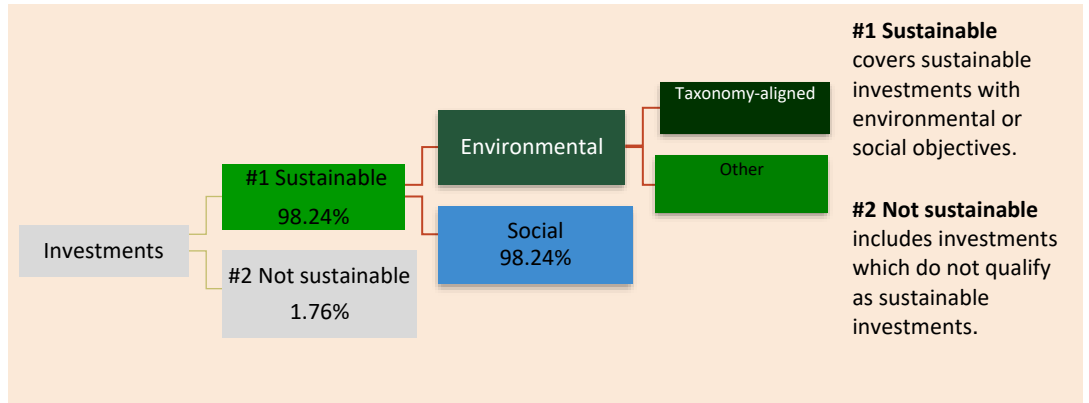 Investments
#1 Sustainable
98.24%
#2 Not sustainable
1.76%
Environmental
Social
98.24%
Taxonomy-aligned
Other
#1 Sustainable
covers sustainable
investments with
environmental or
social objectives.
#2 Not sustainable
includes investments
which do not qualify
as sustainable
investments.